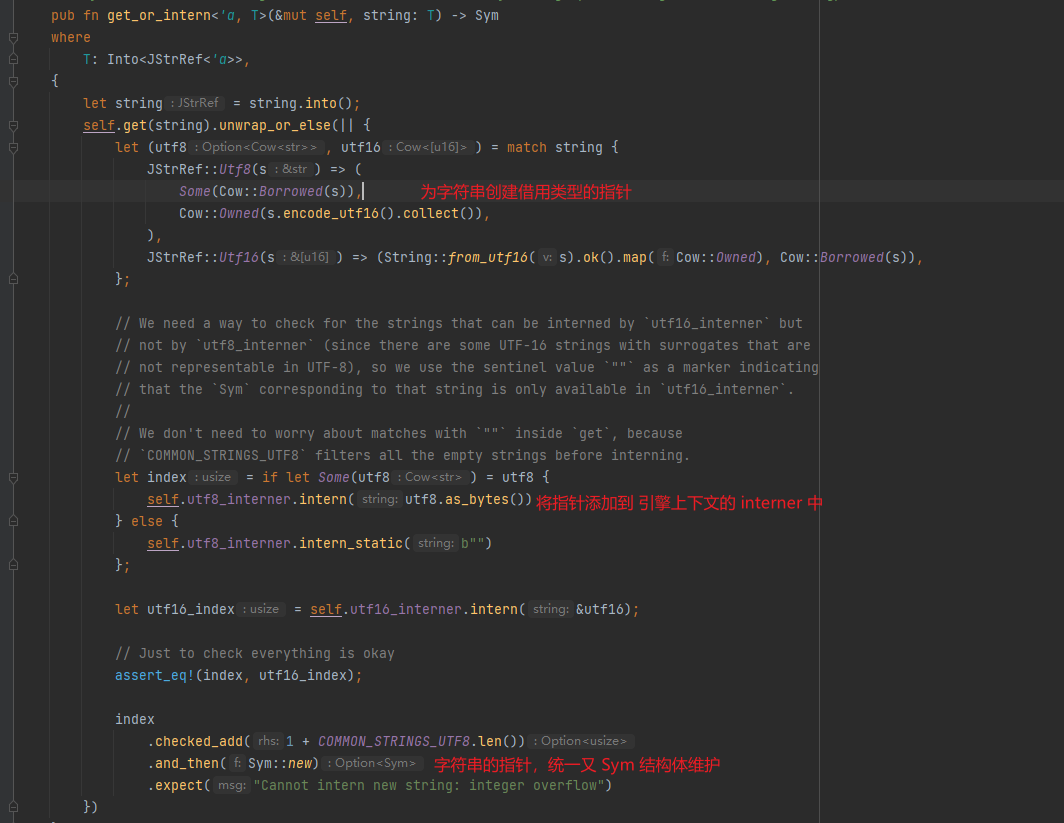 pub fn get_or_intern<'a, T>(&mut self, string: T) -> Sym
where
T: Into<JStrRef<'a>>,
{
let string : JStrRef = string.into();
self.get(string).unwrap_or_else(|| {
let (utf8 : Option<Cow<str>> , utf16 : Cow<[u16]> ) = match string {
JStrRef::Utf8(s : &str ) => (
Some(Cow::Borrowed(s)), 为字符串创建借用类型的指针
Cow::Owned(s.encode_utf16().collect()),
),
JStrRef::Utf16(s : &[u16] ) => (String::from_utf16( v: s).ok().map( f: Cow::Owned), Cow::Borrowed(s)),
};
// We need a way to check for the strings that can be interned by `utf16_interner` but
// not by `utf8_interner` (since there are some UTF-16 strings with surrogates that are
// not representable in UTF-8), so we use the sentinel value `""` as a marker indicating
// that the `Sym` corresponding to that string is only available in `utf16_interner`.
//
// We don't need to worry about matches with `""` inside `get`, because
// `COMMON_STRINGS_UTF8` filters all the empty strings before interning.
let index : usize = if let Some(utf8 : Cow<str> ) = utf8 {
self.utf8_interner.intern( string: utf8.as_bytes()) 将指针添加到 引擎上下文的 interner 中
} else {
self.utf8_interner.intern_static( string: b"")
};
let utf16_index : usize = self.utf16_interner.intern( string: &utf16);
// Just to check everything is okay
assert_eq!(index, utf16_index);
index
.checked_add( rhs: 1 + COMMON_STRINGS_UTF8.len()) : Option<usize>
.and_then( f: Sym::new) : Option<Sym> 字符串的指针，统一又 Sym 结构体维护
.expect( msg: "Cannot intern new string: integer overflow")
})